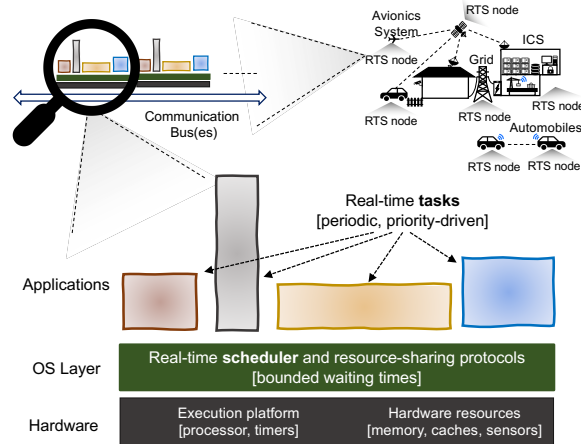 RTS node
Avionics
System
ICS
RTS node
Grid
RTS node
RTS node
RTS node
Automobiles
RTS node
RTS node
Communication
Bus(es)
Real-time tasks
[periodic, priority-driven]
Applications
OS Layer
Real-time scheduler and resource-sharing protocols
[bounded waiting times]
Hardware
Execution platform
[processor, timers]
Hardware resources
[memory, caches, sensors]